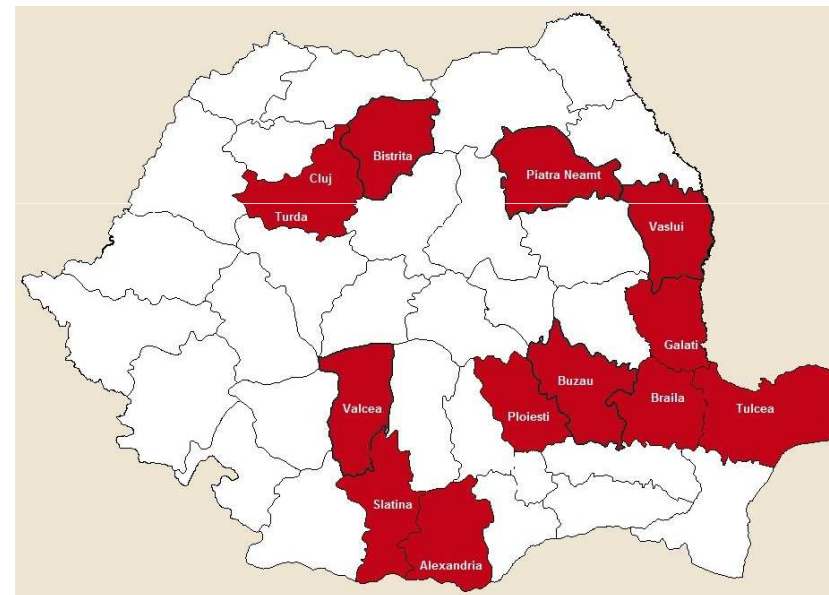 Bistrita
Cluj
Piatra Neamt
Turda
Vaslui
Galati
Buzau
Braila
Tulcea
Valcea
Ploiesti
Slatina
Alexandria